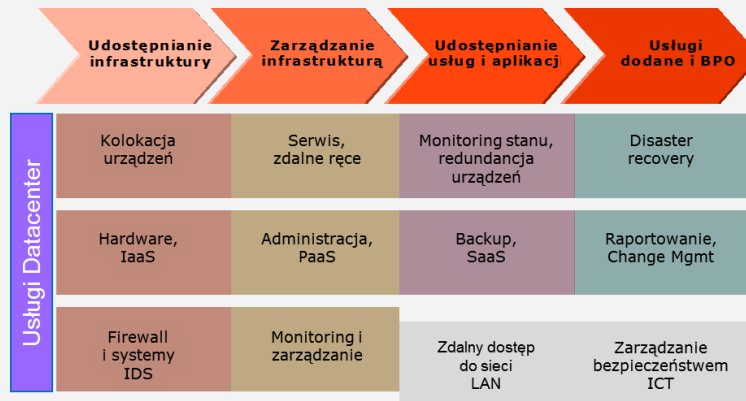 Udostępnianie
infrastruktury
Zarządzanie
infrastrukturą
Udostępnianie
usług i aplikacji
Usługi
dodane i BPO
Usługi Datacenter
Kolokacja
urządzeń
Serwis,
zdalne ręce
Monitoring stanu,
redundancja
urządzeń
Disaster
recovery
Hardware,
IaaS
Administracja,
PaaS
Backup,
SaaS
Raportowanie,
Change Mgmt
Firewall
i systemy
IDS
Monitoring i
zarządzanie
Zdalny dostęp
do sieci
LAN
Zarządzanie
bezpieczeństwem
ICT